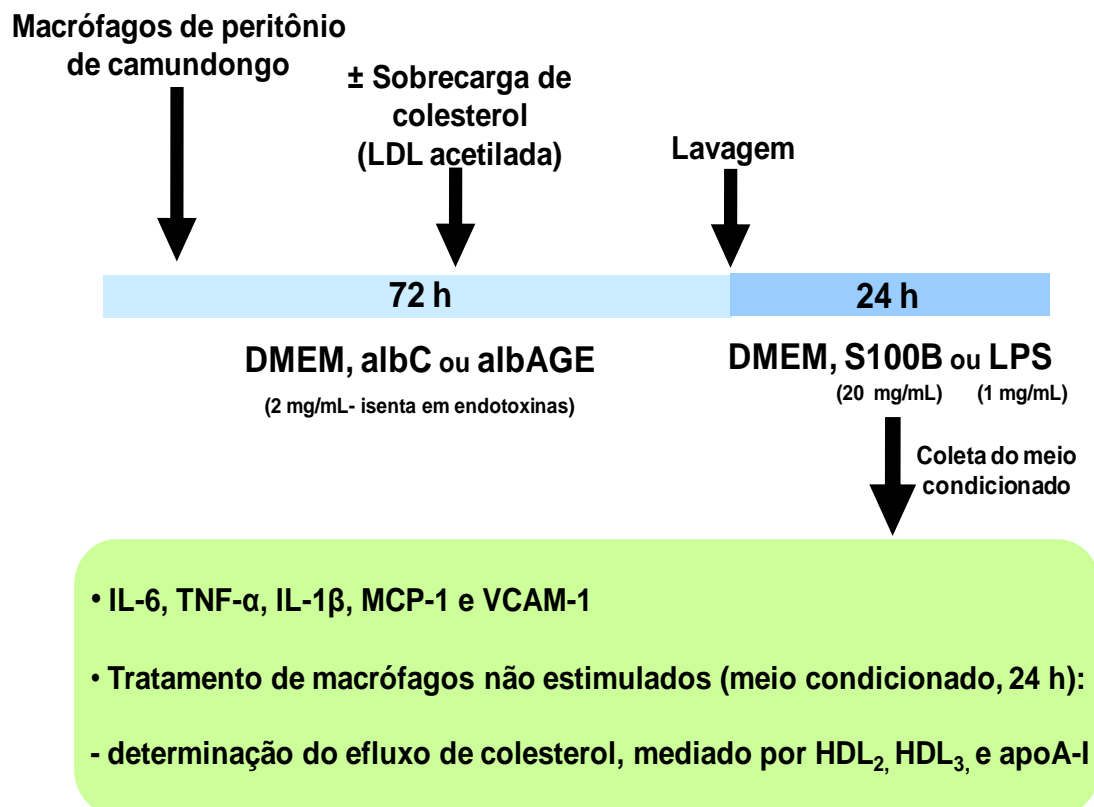 Macrófagos de peritônio
de camundongo
± Sobrecarga de
colesterol
(LDL acetilada)
Lavagem
72 h
24 h
DMEM, albC ou albAGE
(2 mg/mL- isenta em endotoxinas)
DMEM, S100B ou LPS
(20 mg/mL) (1 mg/mL)
Coleta do meio
condicionado
• IL-6, TNF-α, IL-1β, MCP-1 e VCAM-1
• Tratamento de macrófagos não estimulados (meio condicionado, 24 h):
- determinação do efluxo de colesterol, mediado por HDL₂, HDL₃, e apoA-I